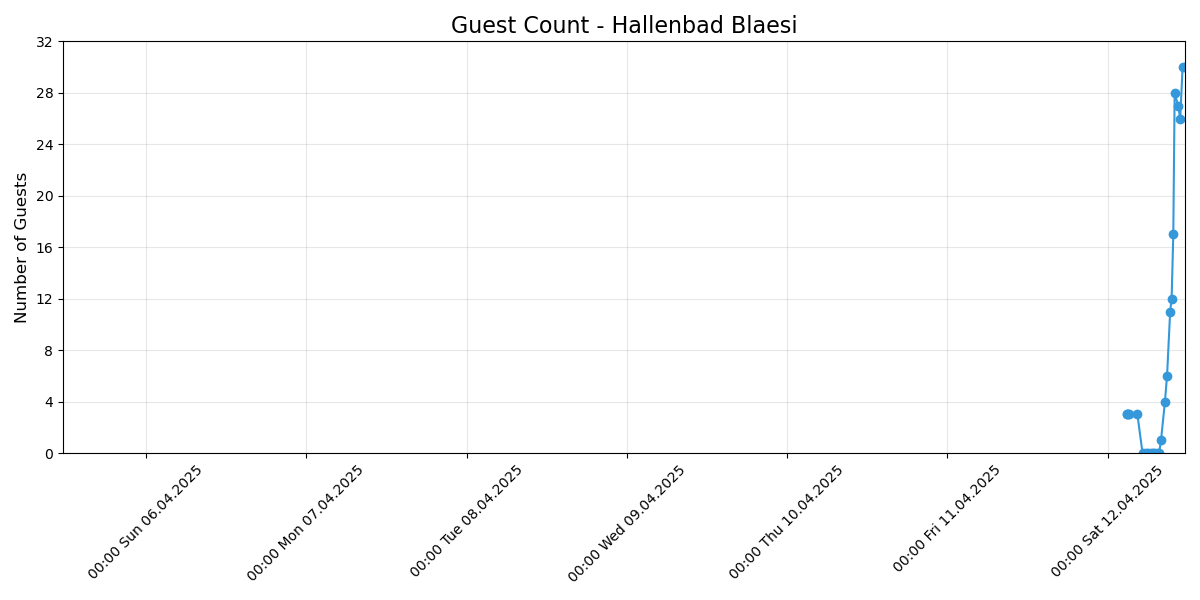 Guest Count - Hallenbad Blaesi
Number of Guests
32
28
24
20
16
12
8
4
0
00:00 Sun 06.04.2025
00:00 Mon 07.04.2025
00:00 Tue 08.04.2025
00:00 Wed 09.04.2025
00:00 Thu 10.04.2025
00:00 Fri 11.04.2025
00:00 Sat 12.04.2025